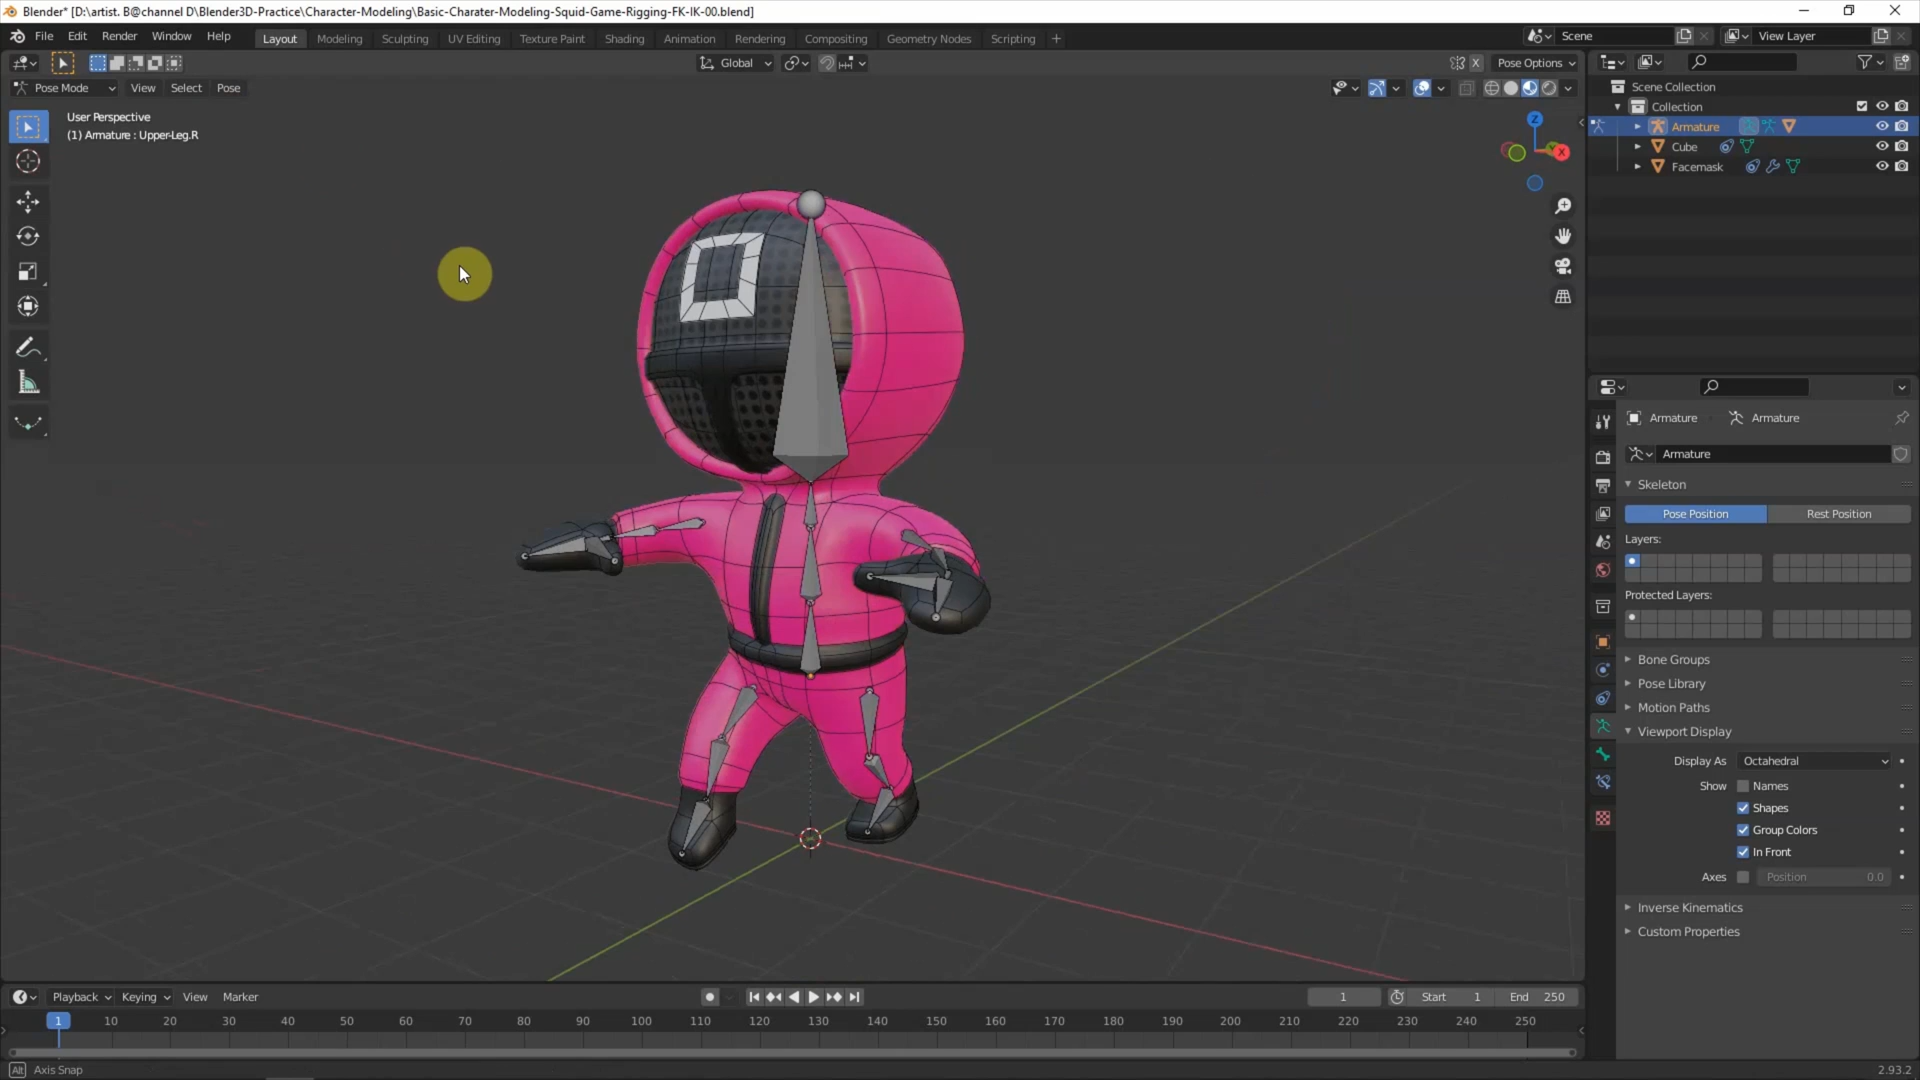 Blender* [D:\artist. B@channel D\Blender3D-Practice\Character-Modeling\Basic-Charater-Modeling-Squid-Game-Rigging-FK-IK-00.blend]
File Edit Render Window Help Layout Modeling Sculpting UV Editing Texture Paint Shading Animation Rendering Compositing Geometry Nodes Scripting + Scene View Layer
Global X Pose Options
Pose Mode View Select Pose
User Perspective
(1) Armature : Upper-Leg.R
Z
X
Scene Collection
Collection
Armature
Cube
Facemask
Armature Armature
Armature
Skeleton
Pose Position Rest Position
Layers:
Protected Layers:
Bone Groups
Pose Library
Motion Paths
Viewport Display
Display As Octahedral
Show Names
Shapes
Group Colors
In Front
Axes Position 0.0
Inverse Kinematics
Custom Properties
Playback Keying View Marker 1 Start 1 End 250
1 10 20 30 40 50 60 70 80 90 100 110 120 130 140 150 160 170 180 190 200 210 220 230 240 250
Alt Axis Snap 2.93.2